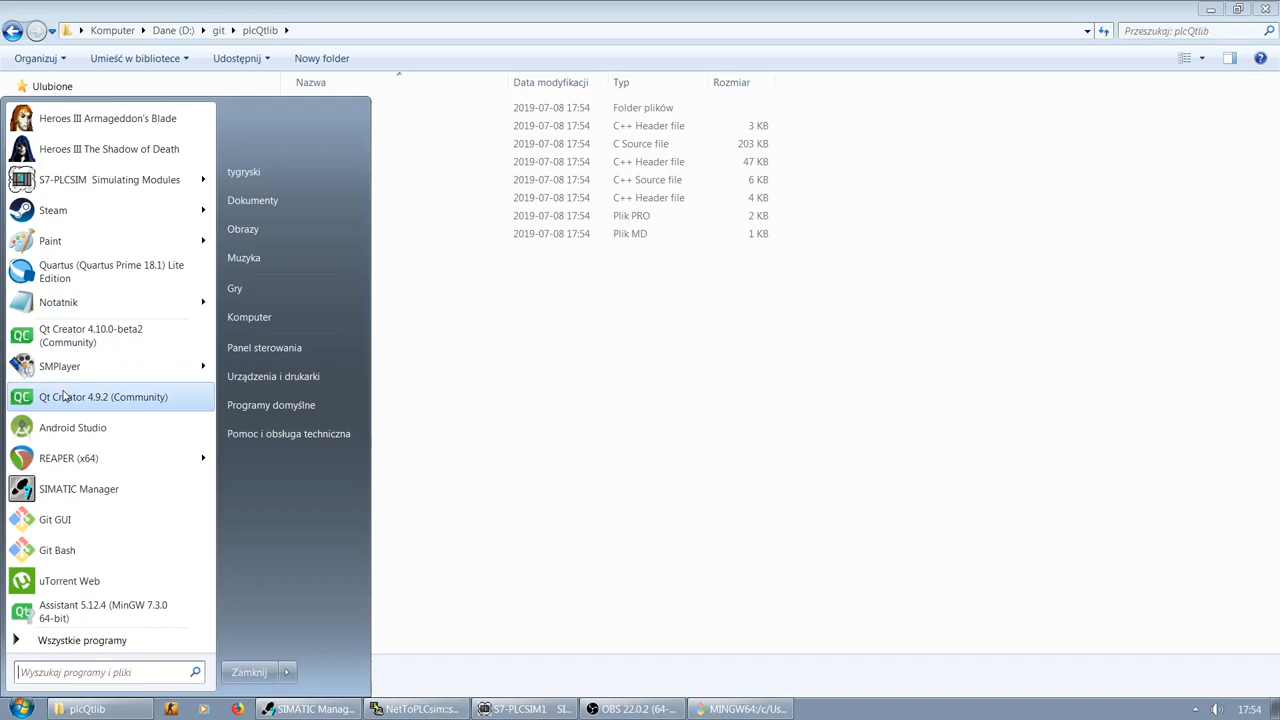 Komputer Dane (D:) git plcQtlib
Przeszukaj: plcQtlib
Organizuj Umieść w bibliotece Udostępnij Nowy folder
Ulubione
Nazwa Data modyfikacji Typ Rozmiar
2019-07-08 17:54 Folder plików
2019-07-08 17:54 C++ Header file 3 KB
2019-07-08 17:54 C Source file 203 KB
2019-07-08 17:54 C++ Header file 47 KB
2019-07-08 17:54 C++ Source file 6 KB
2019-07-08 17:54 C++ Header file 4 KB
2019-07-08 17:54 Plik PRO 2 KB
2019-07-08 17:54 Plik MD 1 KB
Heroes III Armageddon's Blade
Heroes III The Shadow of Death
S7-PLCSIM Simulating Modules
Steam
Paint
Quartus (Quartus Prime 18.1) Lite
Edition
Notatnik
Qt Creator 4.10.0-beta2
(Community)
SMPlayer
Qt Creator 4.9.2 (Community)
Android Studio
REAPER (x64)
SIMATIC Manager
Git GUI
Git Bash
uTorrent Web
Assistant 5.12.4 (MinGW 7.3.0
64-bit)
Wszystkie programy
Wyszukaj programy i pliki
tygryski
Dokumenty
Obrazy
Muzyka
Gry
Komputer
Panel sterowania
Urządzenia i drukarki
Programy domyślne
Pomoc i obsługa techniczna
Zamknij
plcQtlib
SIMATIC Manag...
NetToPLCsim::s...
S7-PLCSIM1 SI...
OBS 22.0.2 (64-...
MINGW64:/c/Us...
17:54